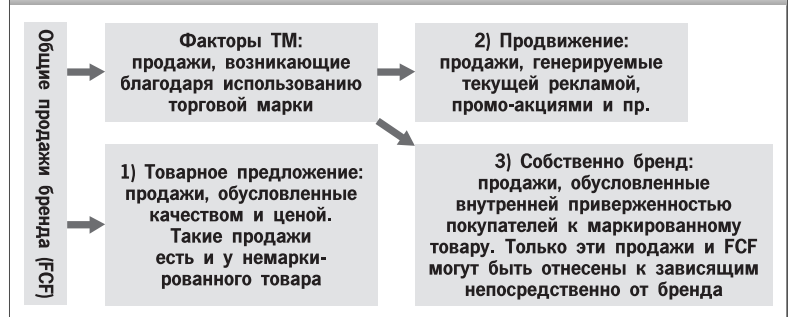 Общие продажи бренда (FCF)
Факторы ТМ:
продажи, возникающие
благодаря использованию
торговой марки
2) Продвижение:
продажи, генерируемые
текущей рекламой,
промо-акциями и пр.
1) Товарное предложение:
продажи, обусловленные
качеством и ценой.
Такие продажи
есть и у немарки-
рованного товара
3) Собственно бренд:
продажи, обусловленные
внутренней приверженностью
покупателей к маркированному
товару. Только эти продажи и FCF
могут быть отнесены к зависящим
непосредственно от бренда